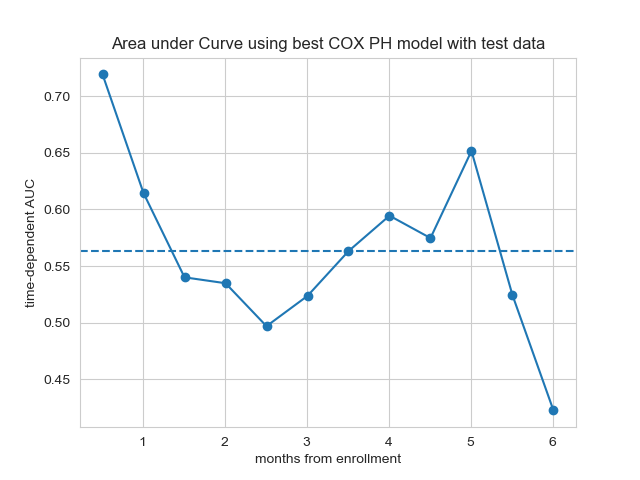 Area under Curve using best COX PH model with test data
time-dependent AUC
0.70
0.65
0.60
0.55
0.50
0.45
1 2 3 4 5 6
months from enrollment